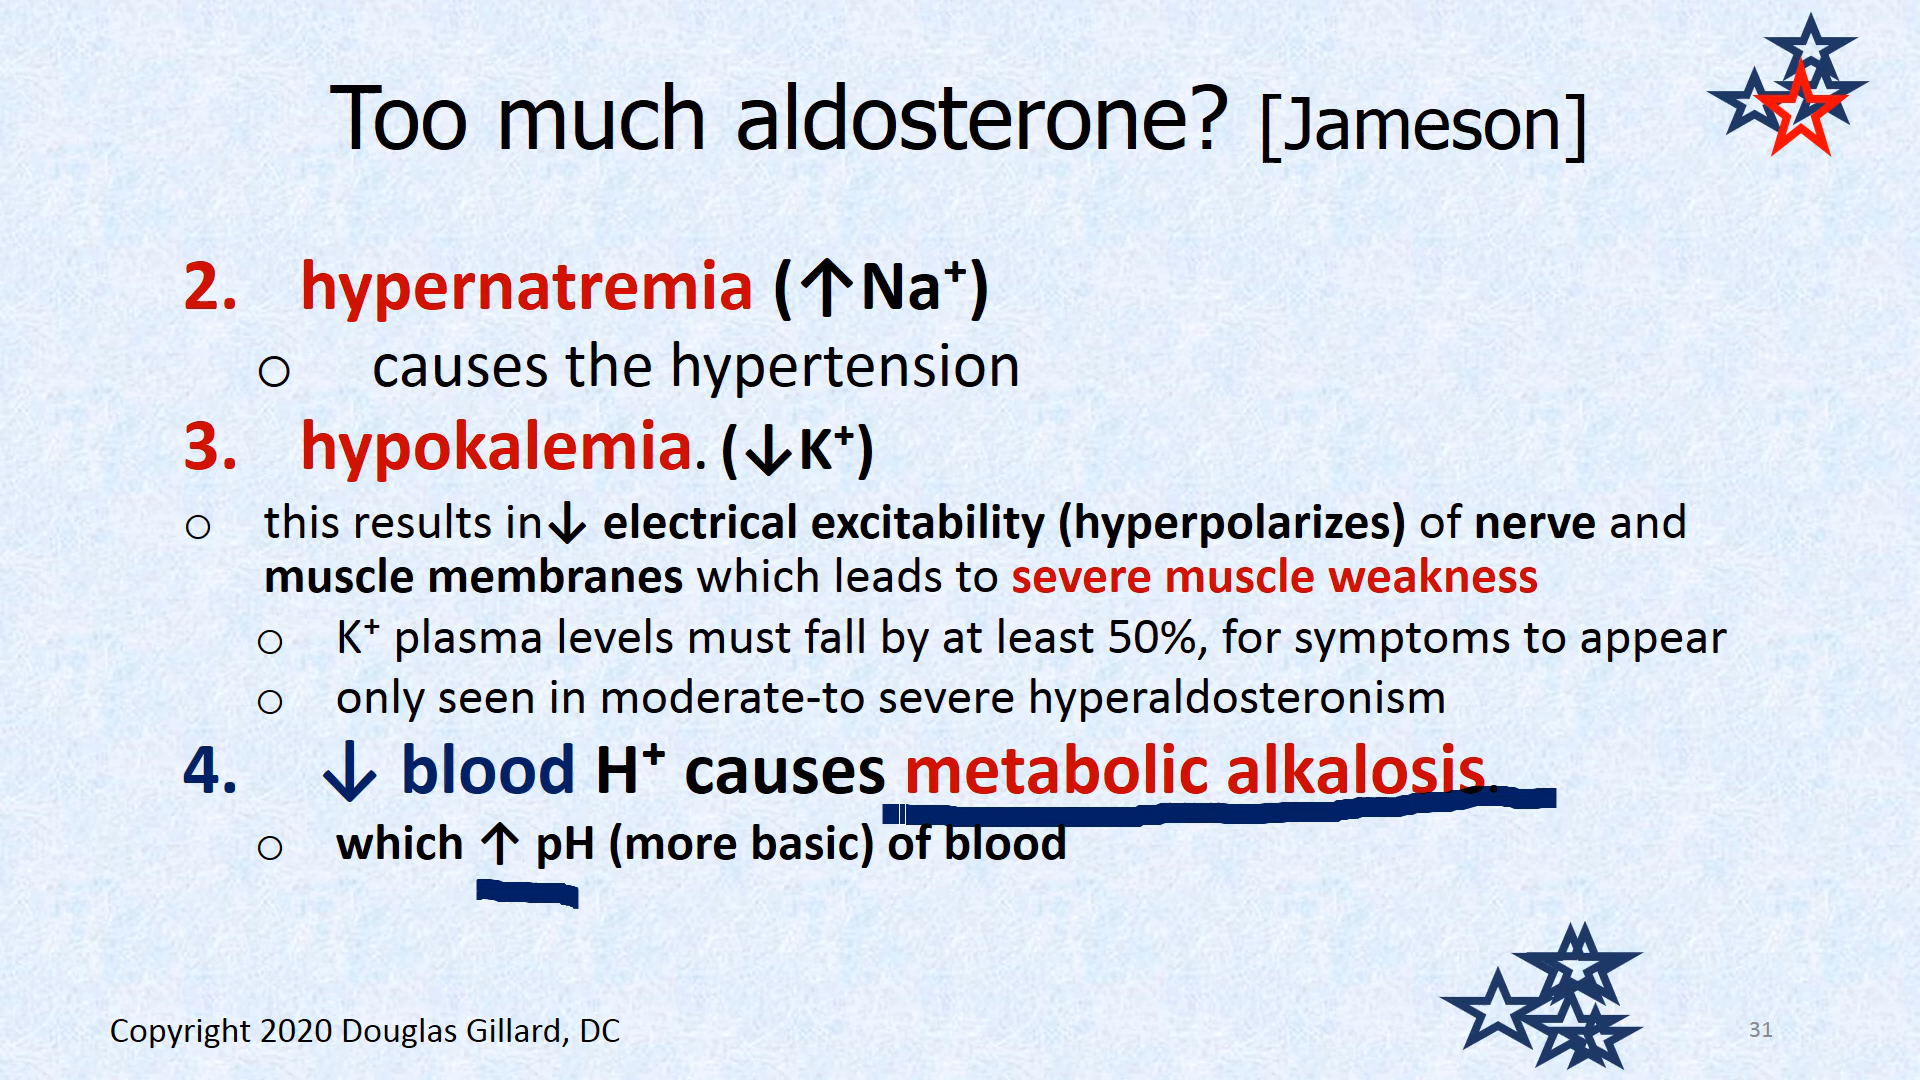 Too much aldosterone? [Jameson]
2. hypernatremia (↑Na⁺)
o causes the hypertension
3. hypokalemia. (↓K⁺)
o this results in↓ electrical excitability (hyperpolarizes) of nerve and
muscle membranes which leads to severe muscle weakness
o K⁺ plasma levels must fall by at least 50%, for symptoms to appear
o only seen in moderate-to severe hyperaldosteronism
4. ↓ blood H⁺ causes metabolic alkalosis.
o which ↑ pH (more basic) of blood
Copyright 2020 Douglas Gillard, DC
31